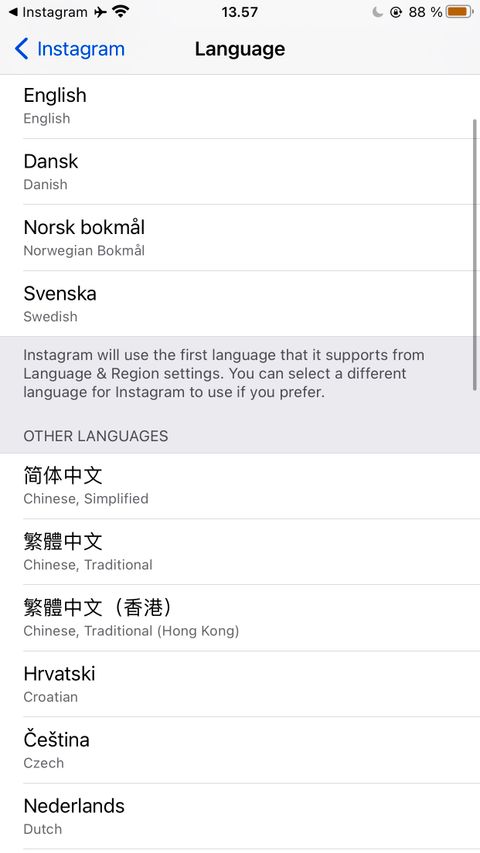 Instagram 13.57 88 %
Instagram Language
English
English
Dansk
Danish
Norsk bokmål
Norwegian Bokmål
Svenska
Swedish
Instagram will use the first language that it supports from
Language & Region settings. You can select a different
language for Instagram to use if you prefer.
OTHER LANGUAGES
简体中文
Chinese, Simplified
繁體中文
Chinese, Traditional
繁體中文（香港）
Chinese, Traditional (Hong Kong)
Hrvatski
Croatian
Čeština
Czech
Nederlands
Dutch